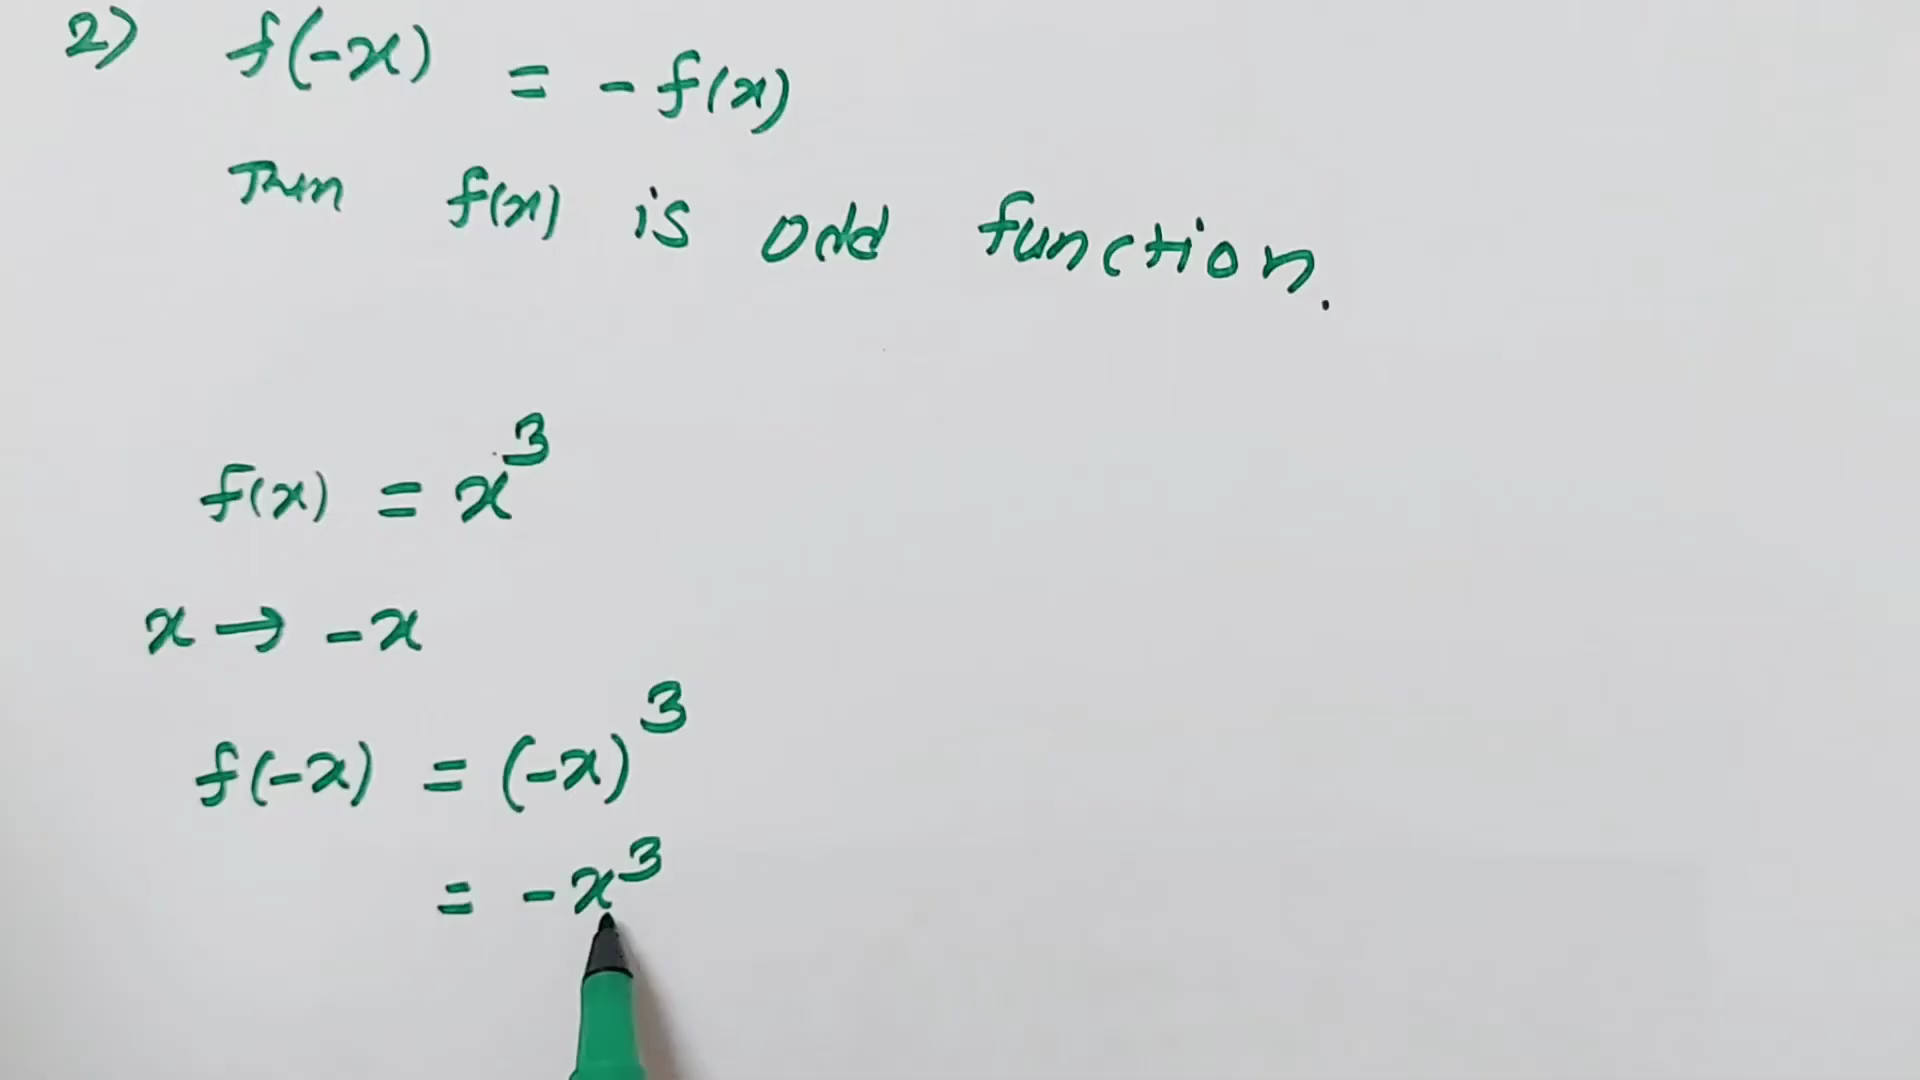 2) f(-x) = -f(x)
Then f(x) is odd function.
f(x) = x³
x → -x
f(-x) = (-x)³
= -x³